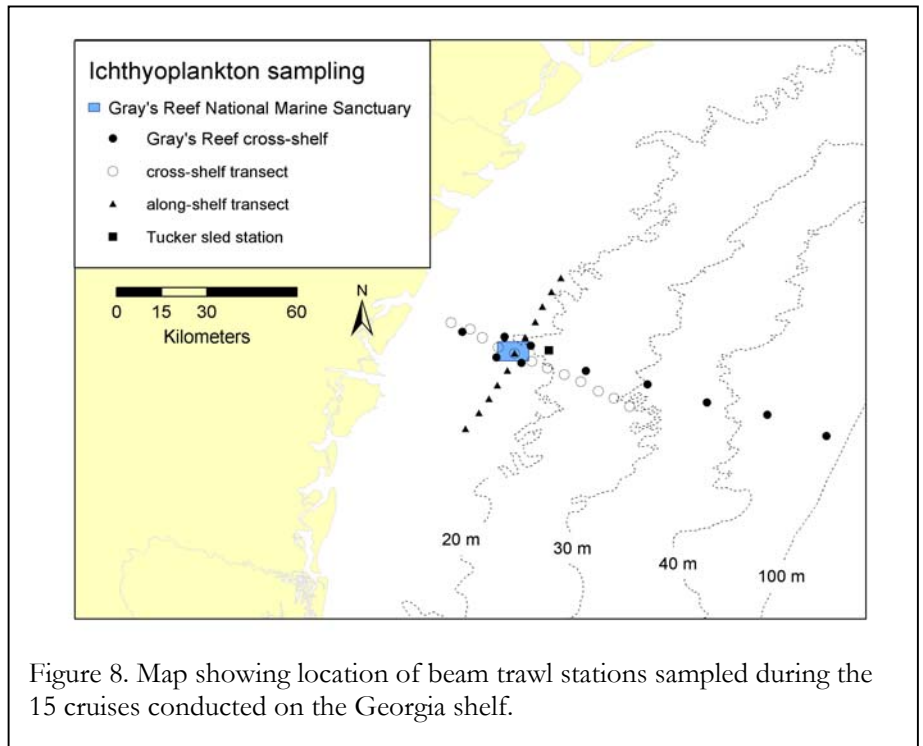 Ichthyoplankton sampling
Gray's Reef National Marine Sanctuary
Gray's Reef cross-shelf
cross-shelf transect
along-shelf transect
Tucker sled station
N
0 15 30 60
Kilometers
20 m
30 m
40 m
100 m
Figure 8. Map showing location of beam trawl stations sampled during the
15 cruises conducted on the Georgia shelf.